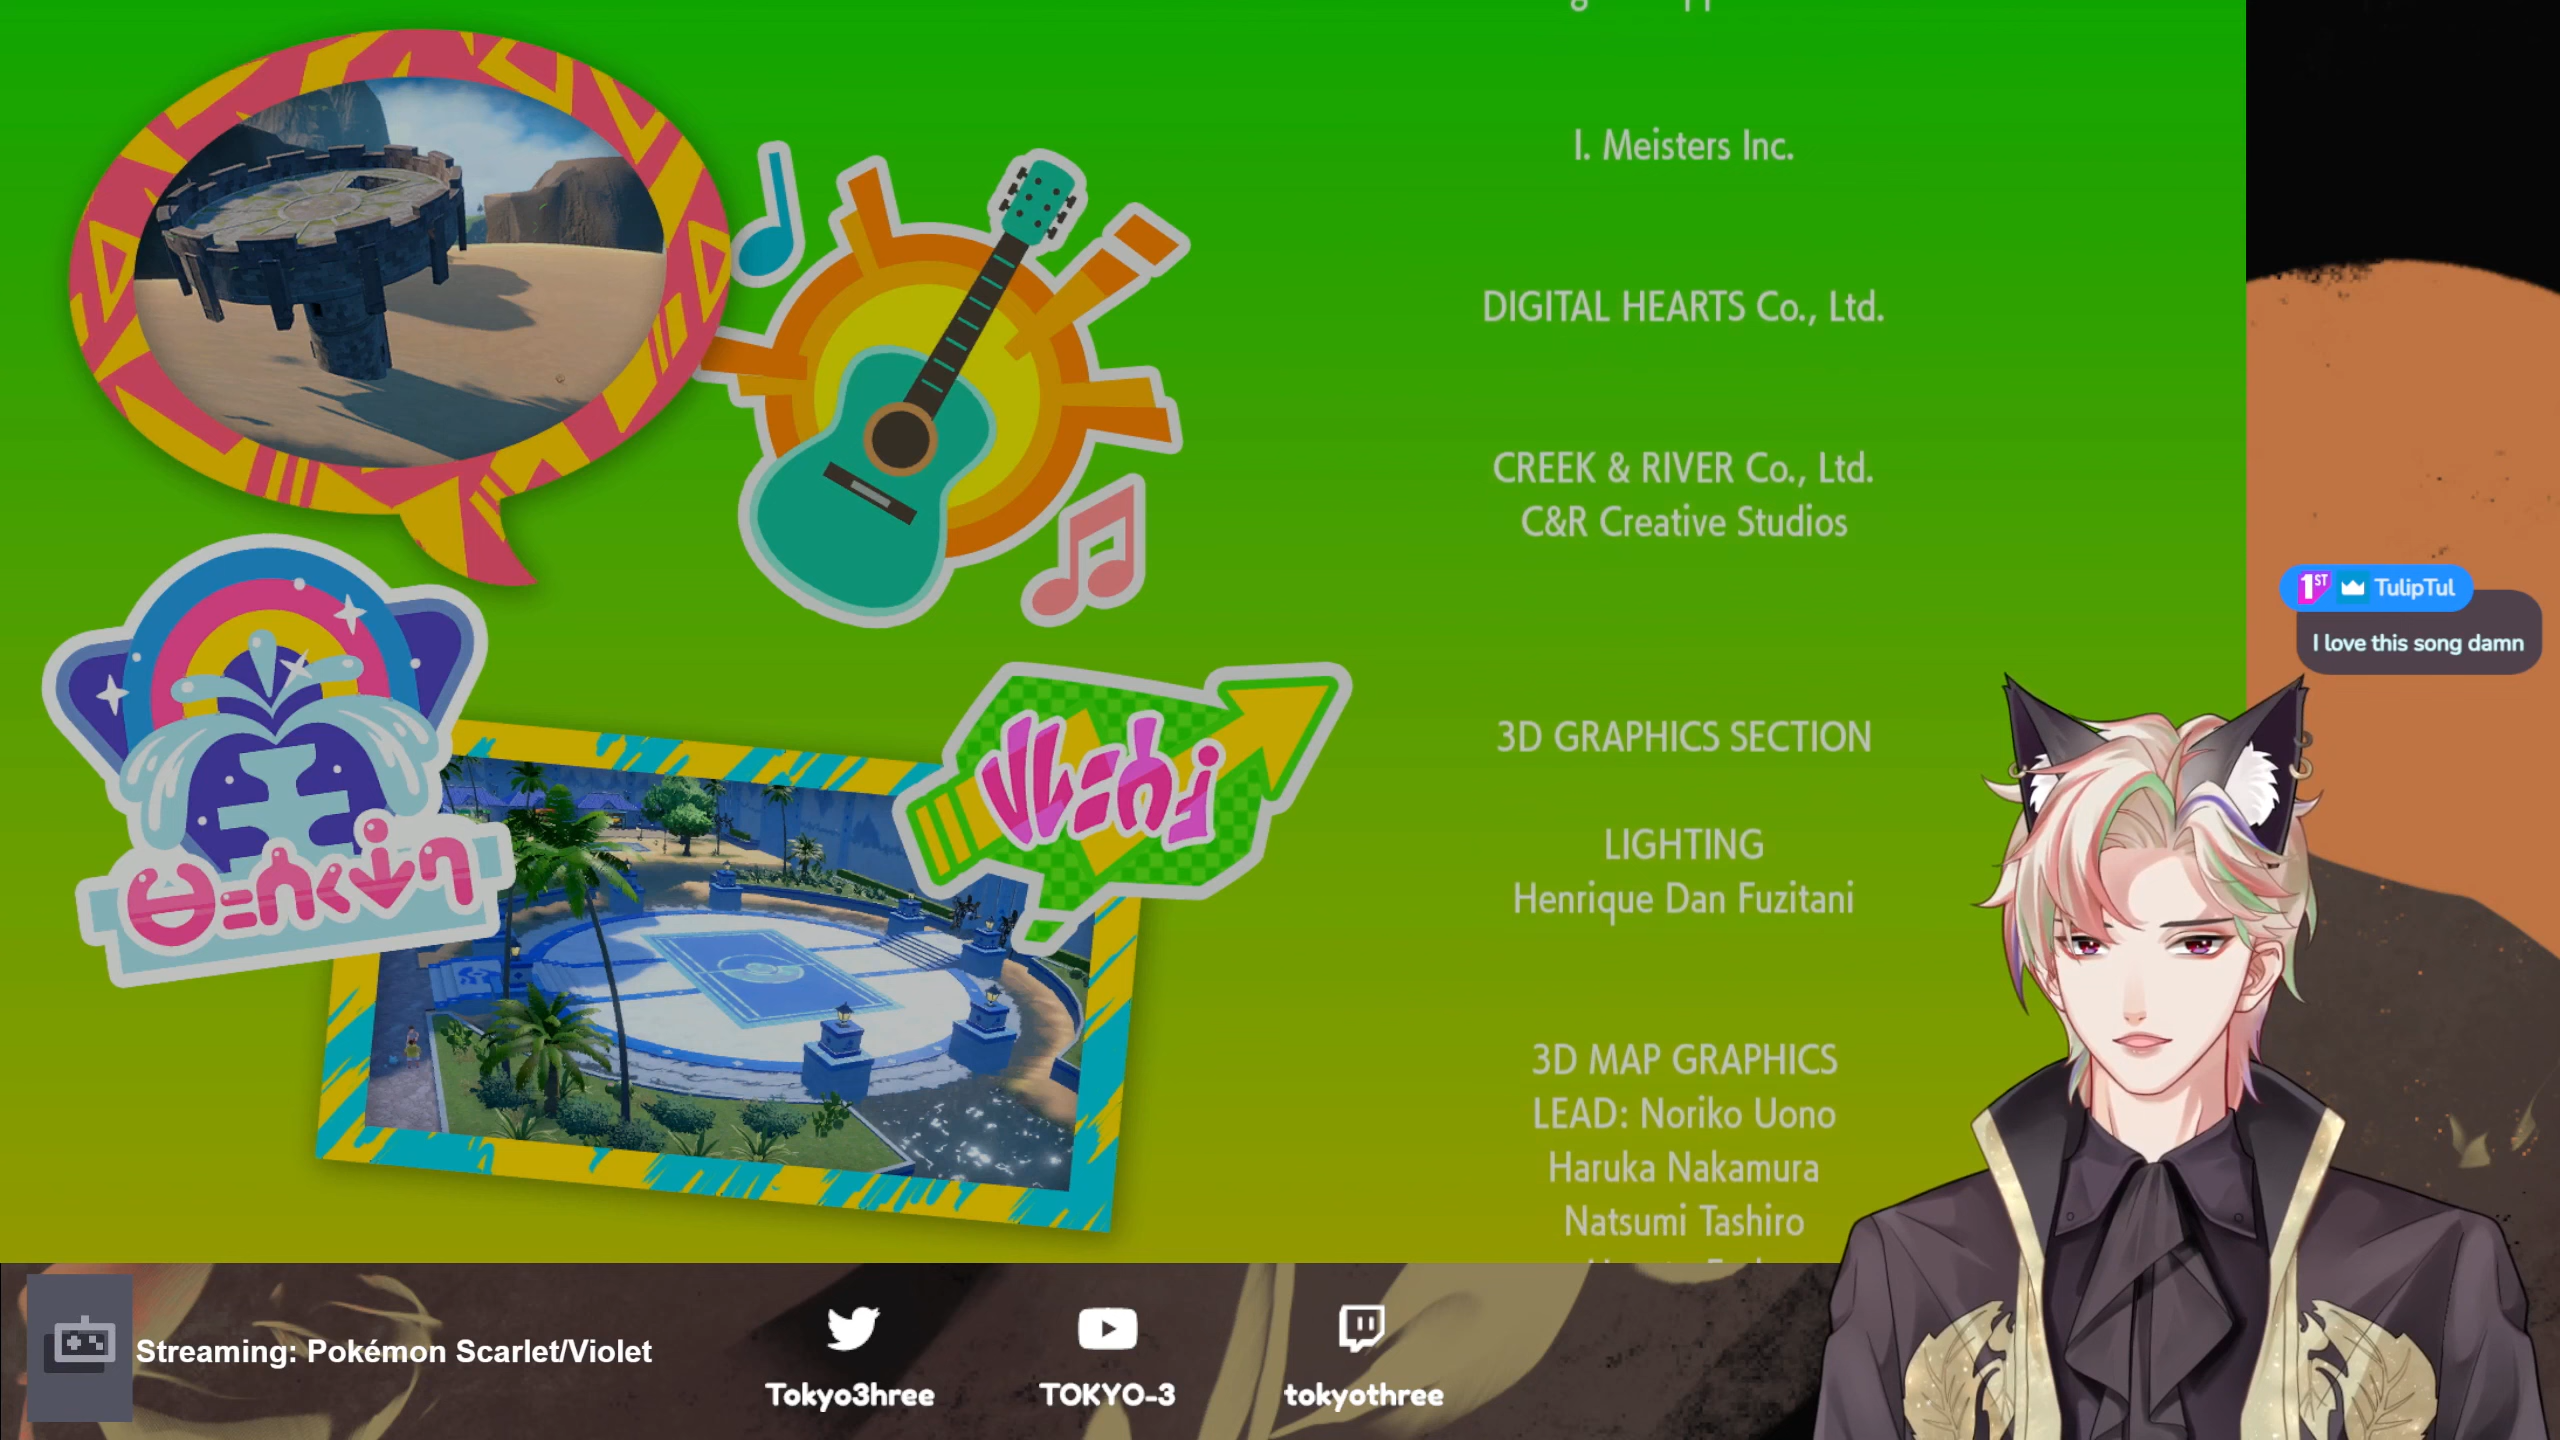 I. Meisters Inc.
DIGITAL HEARTS Co., Ltd.
CREEK & RIVER Co., Ltd.
C&R Creative Studios
3D GRAPHICS SECTION
LIGHTING
Henrique Dan Fuzitani
3D MAP GRAPHICS
LEAD: Noriko Uono
Haruka Nakamura
Natsumi Tashiro
1ST TulipTul
I love this song damn
Streaming: Pokémon Scarlet/Violet
Tokyo3hree
TOKYO-3
tokyothree